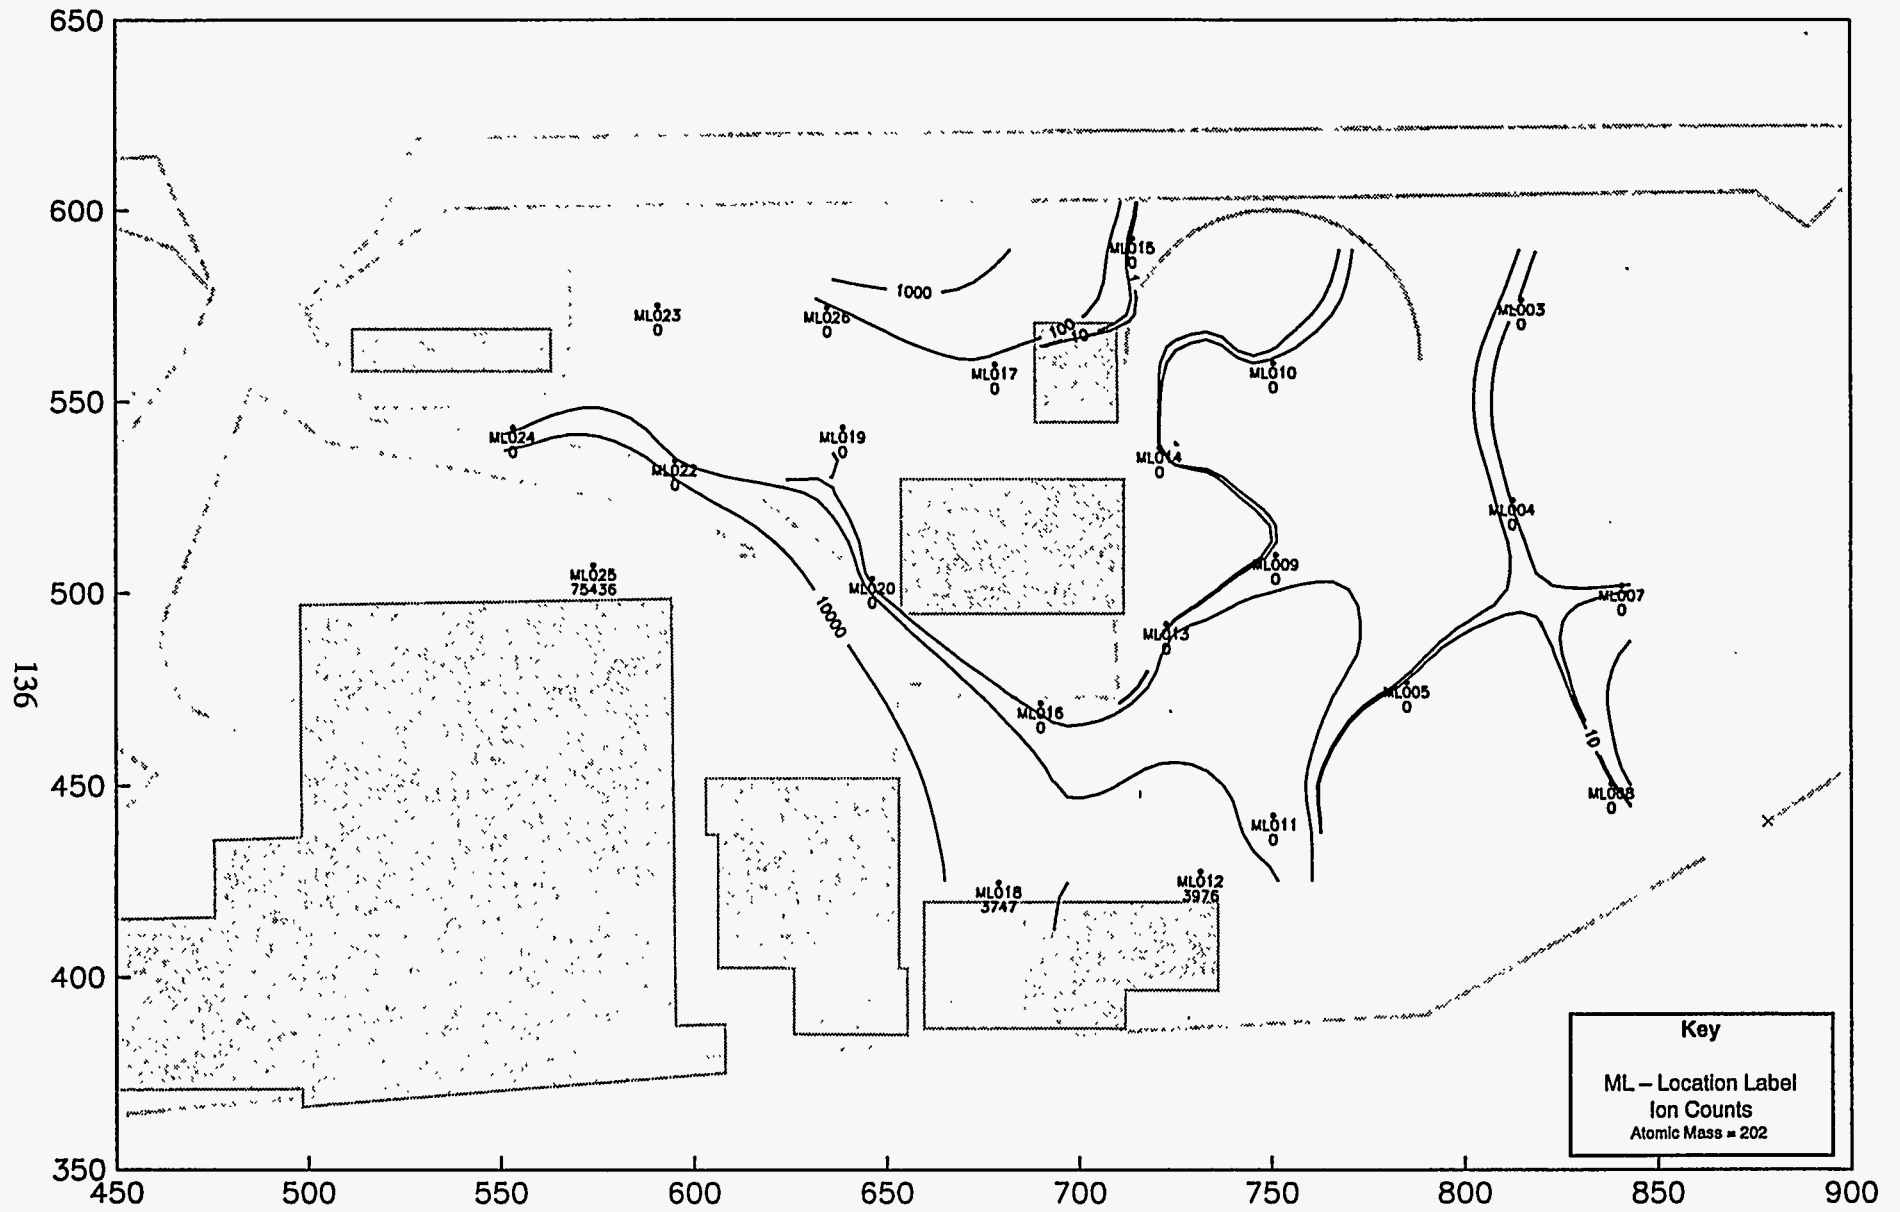 650
600
550
500
450
400
350
450
500
550
600
650
700
750
800
850
900
136
ML015
0
1000
ML023
0
ML026
0
ML003
0
100
10
ML017
0
ML010
0
ML024
0
ML019
0
ML022
0
ML014
0
ML004
0
ML025
75436
ML020
0
ML009
0
ML007
0
10000
ML013
0
ML016
0
ML005
0
10
ML008
0
ML011
0
ML018
3747
ML012
3976
Key
ML – Location Label
Ion Counts
Atomic Mass = 202